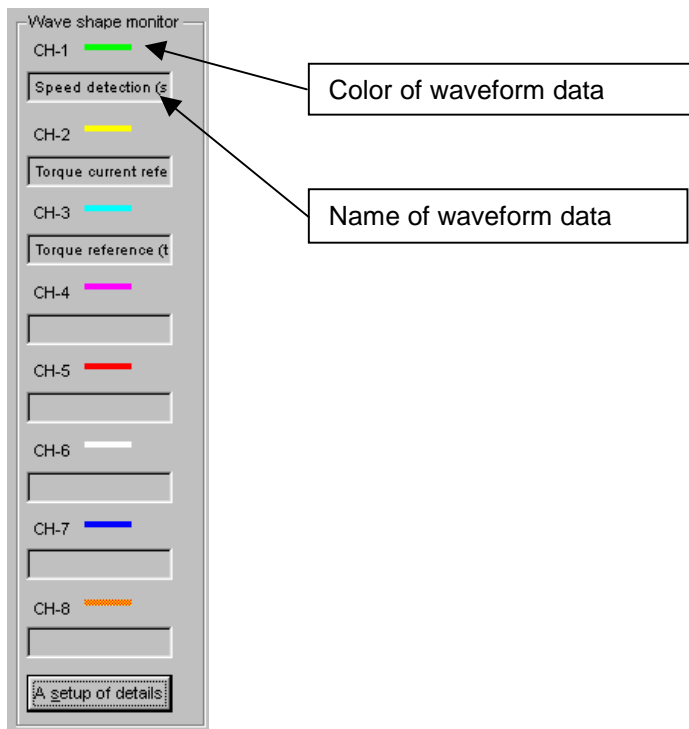 Wave shape monitor
CH-1
Color of waveform data
Speed detection (s
CH-2
Torque current refe
CH-3
Name of waveform data
Torque reference (t
CH-4
CH-5
CH-6
CH-7
CH-8
A setup of details